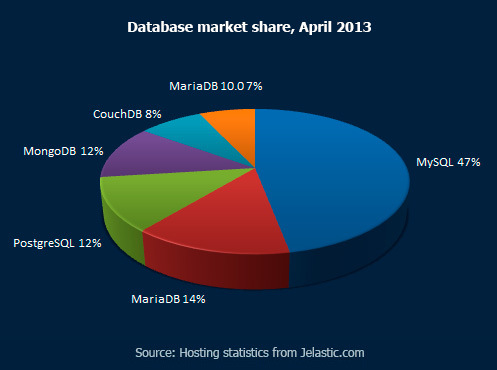 Database market share, April 2013
MariaDB 10.0 7%
CouchDB 8%
MongoDB 12%
MySQL 47%
PostgreSQL 12%
MariaDB 14%
Source: Hosting statistics from Jelastic.com